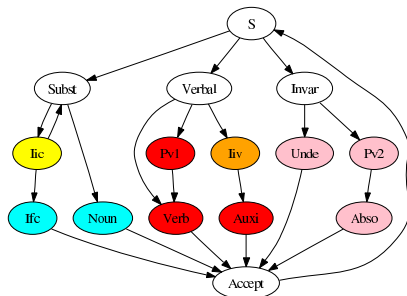 S
Subst Verbal Invar
Iic Pv1 Iiv Unde Pv2
Ifc Noun Verb Auxi Abso
Accept